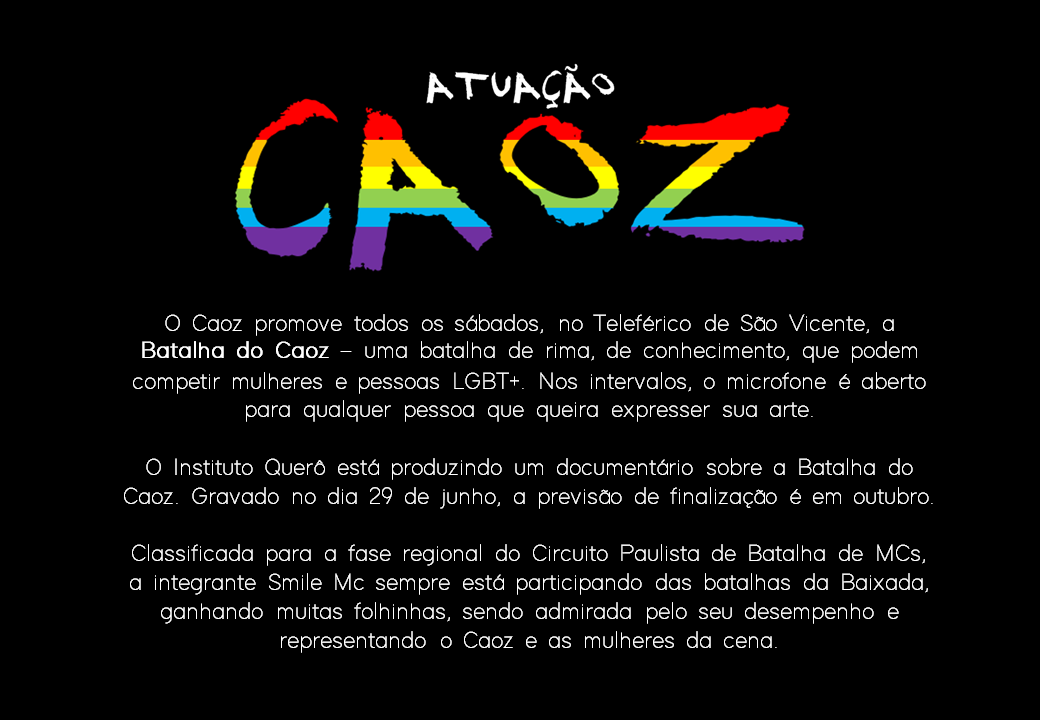 ATUAÇÃO
CAOZ
O Caoz promove todos os sábados, no Teleférico de São Vicente, a
Batalha do Caoz – uma batalha de rima, de conhecimento, que podem
competir mulheres e pessoas LGBT+. Nos intervalos, o microfone é aberto
para qualquer pessoa que queira expresser sua arte.
O Instituto Querô está produzindo um documentário sobre a Batalha do
Caoz. Gravado no dia 29 de junho, a previsão de finalização é em outubro.
Classificada para a fase regional do Circuito Paulista de Batalha de MCs,
a integrante Smile Mc sempre está participando das batalhas da Baixada,
ganhando muitas folhinhas, sendo admirada pelo seu desempenho e
representando o Caoz e as mulheres da cena.